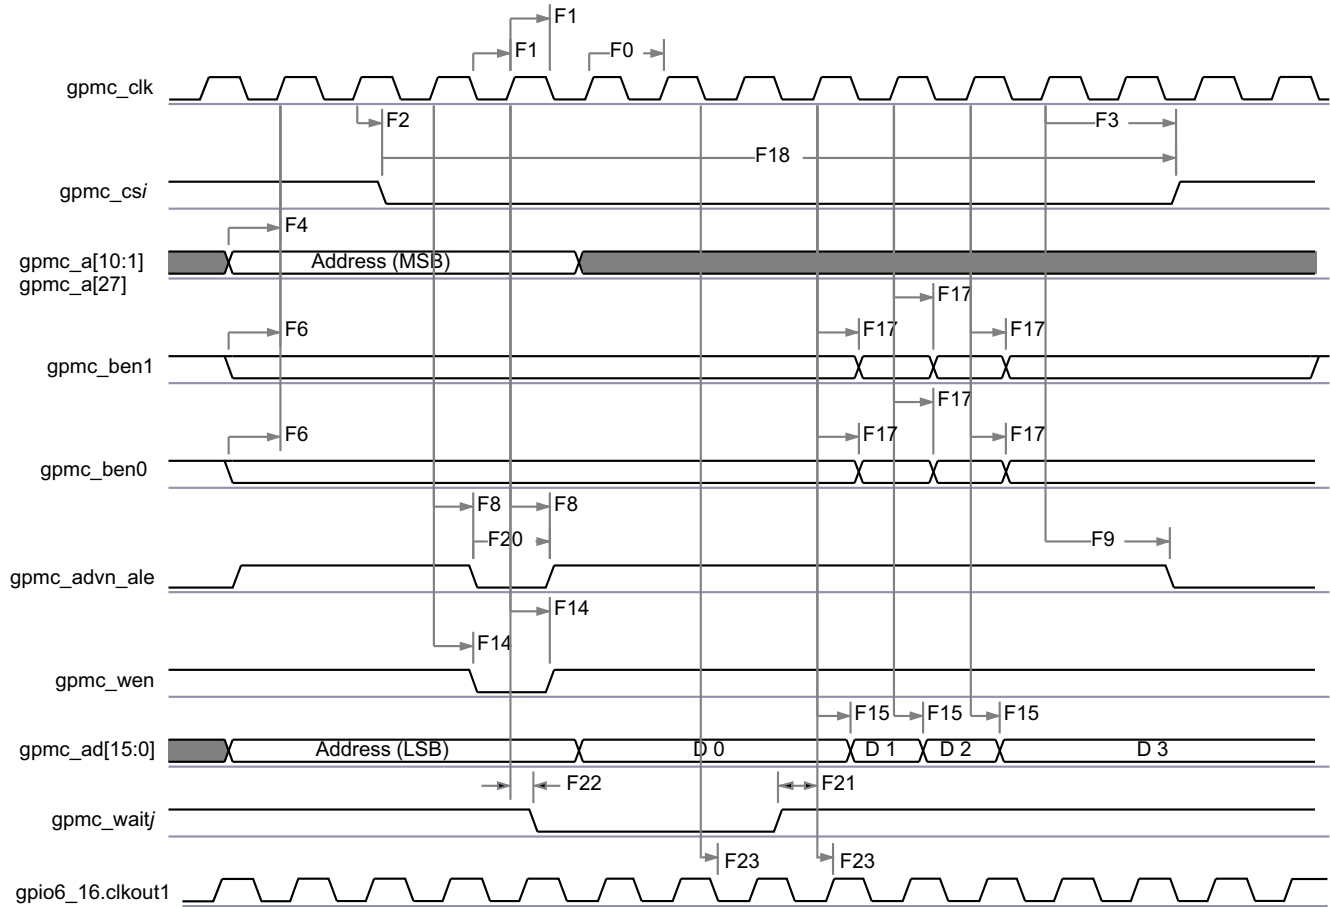 F1
F1
F0
gpmc_clk
F2
F3
F18
gpmc_csi
F4
gpmc_a[10:1]
Address (MSB)
gpmc_a[27]
F17
F6
F17
F17
gpmc_ben1
F17
F6
F17
F17
gpmc_ben0
F8
F8
F20
F9
gpmc_advn_ale
F14
F14
gpmc_wen
F15
F15
F15
gpmc_ad[15:0]
Address (LSB)
D 0
D 1
D 2
D 3
F22
F21
gpmc_waitj
F23
F23
gpio6_16.clkout1